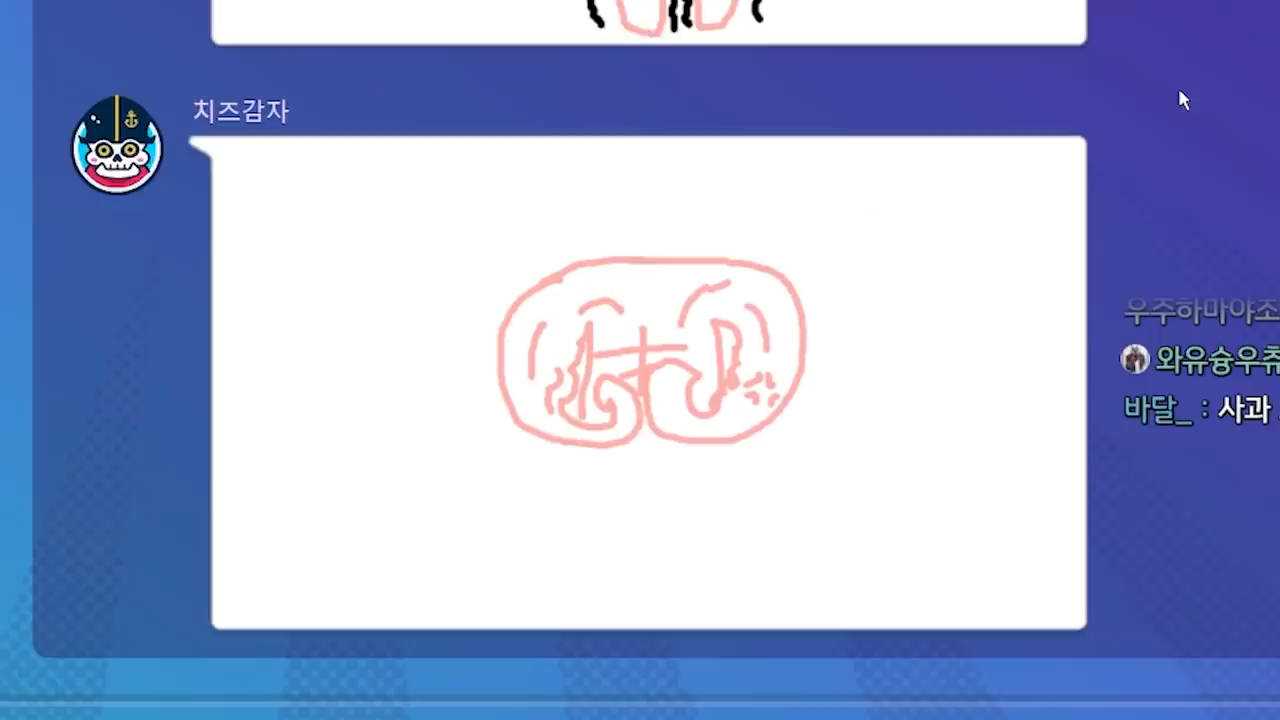 치즈감자
우주하마야조
와유슝우츄
바달_ : 사과